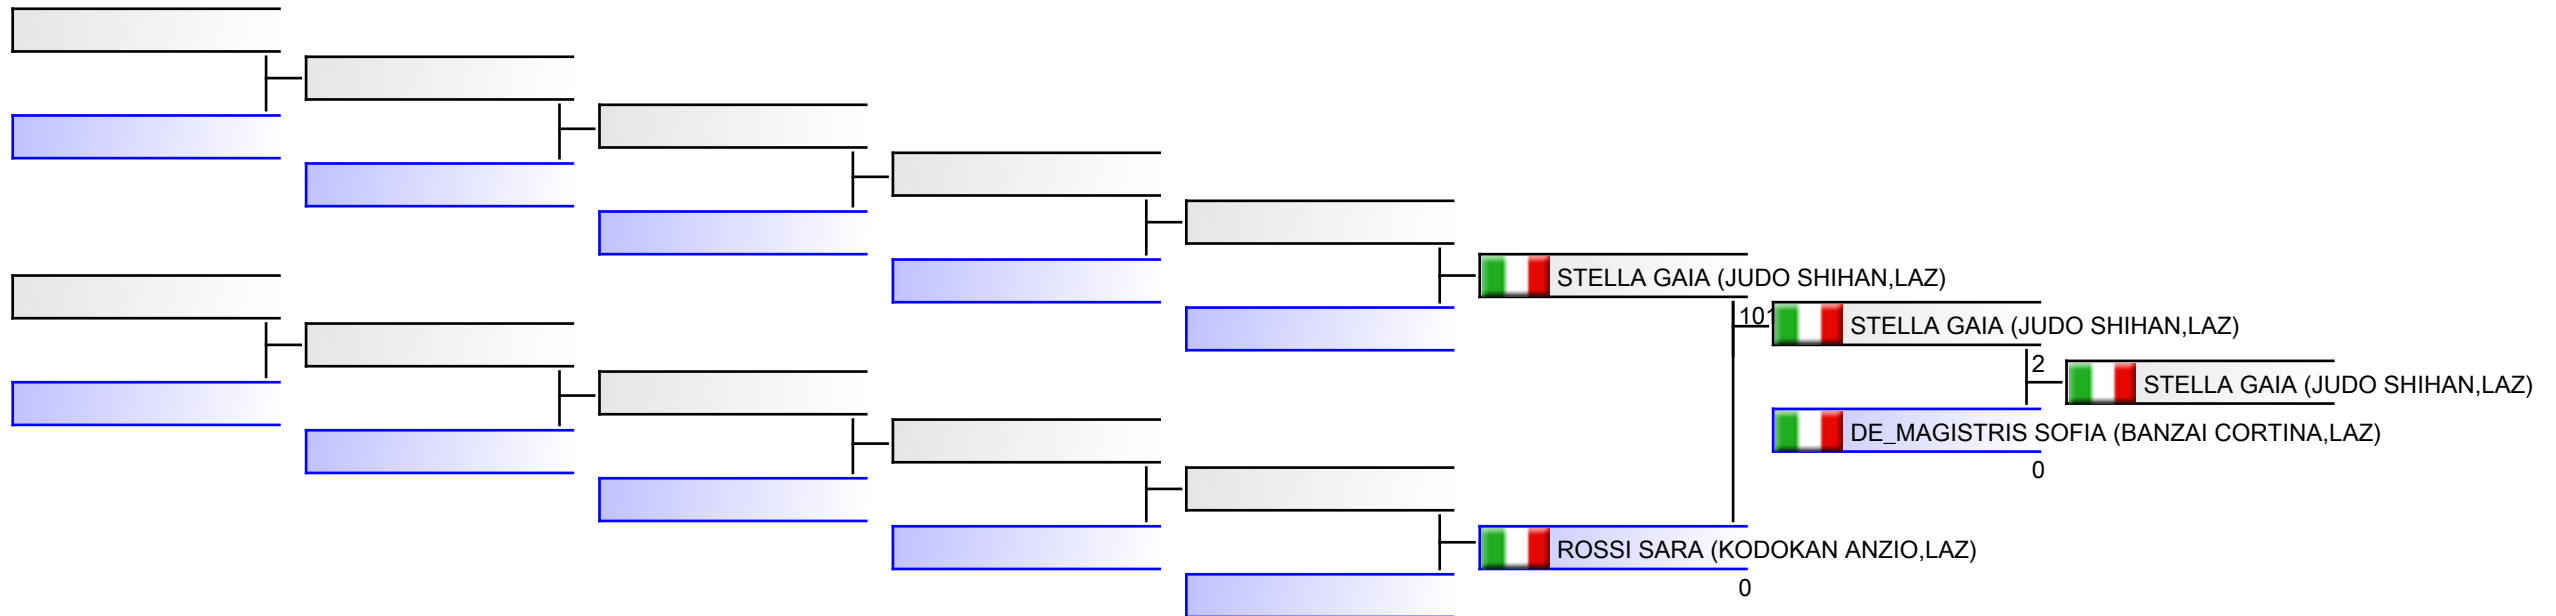 STELLA GAIA (JUDO SHIHAN,LAZ)
STELLA GAIA (JUDO SHIHAN,LAZ)
2
STELLA GAIA (JUDO SHIHAN,LAZ)
DE_MAGISTRIS SOFIA (BANZAI CORTINA,LAZ)
0
ROSSI SARA (KODOKAN ANZIO,LAZ)
0